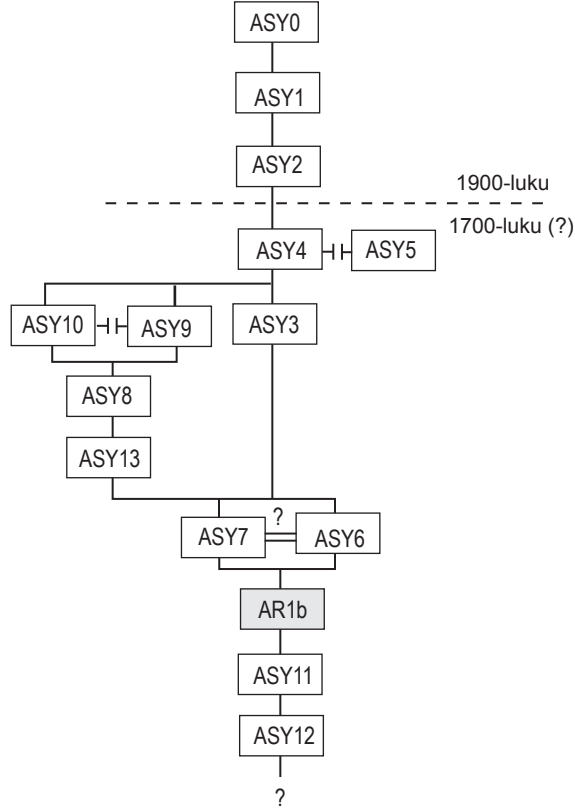 ASY0
ASY1
ASY2
1900-luku
1700-luku (?)
ASY4
ASY5
ASY10
ASY9
ASY3
ASY8
ASY13
?
ASY7
ASY6
AR1b
ASY11
ASY12
?